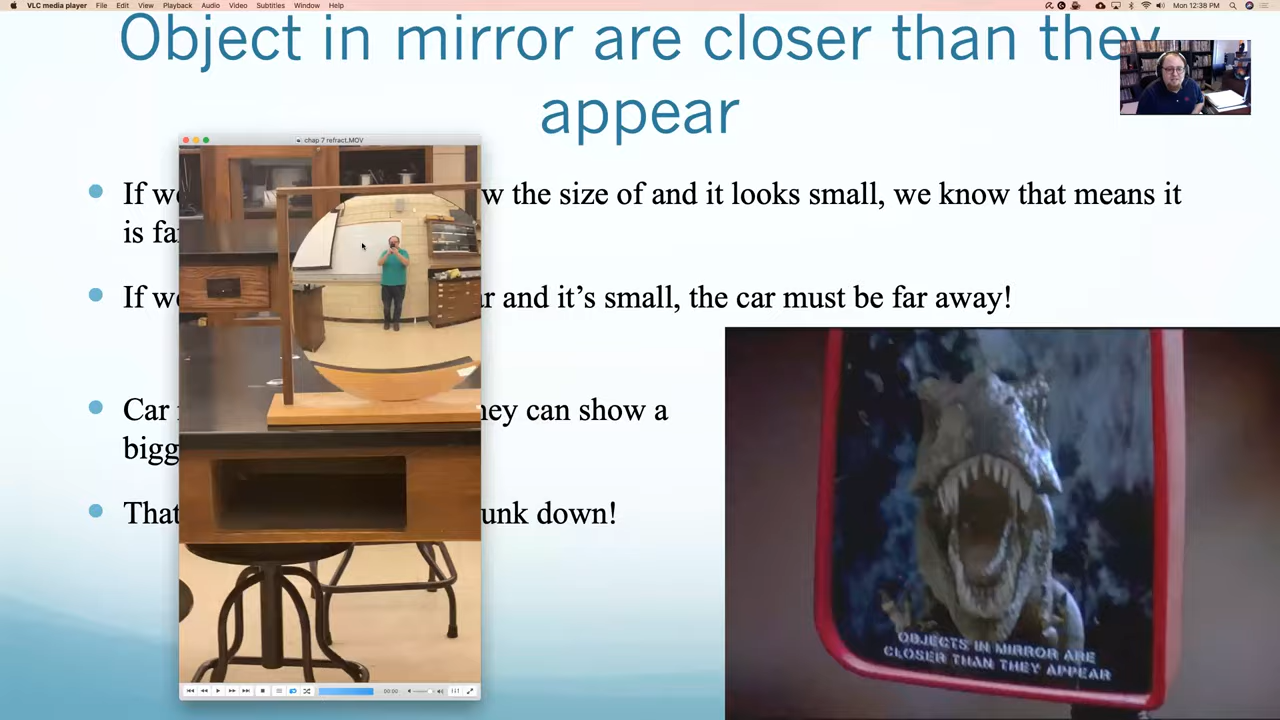 VLC media player File Edit View Playback Audio Video Subtitles Window Help
Mon 12:38 PM
Object in mirror are closer than they
appear
chap 7 refract.MOV
If we w the size of and it looks small, we know that means it
is fa
If we ar and it’s small, the car must be far away!
Car hey can show a
bigg
That unk down!
00:00
OBJECTS IN MIRROR ARE
CLOSER THAN THEY APPEAR